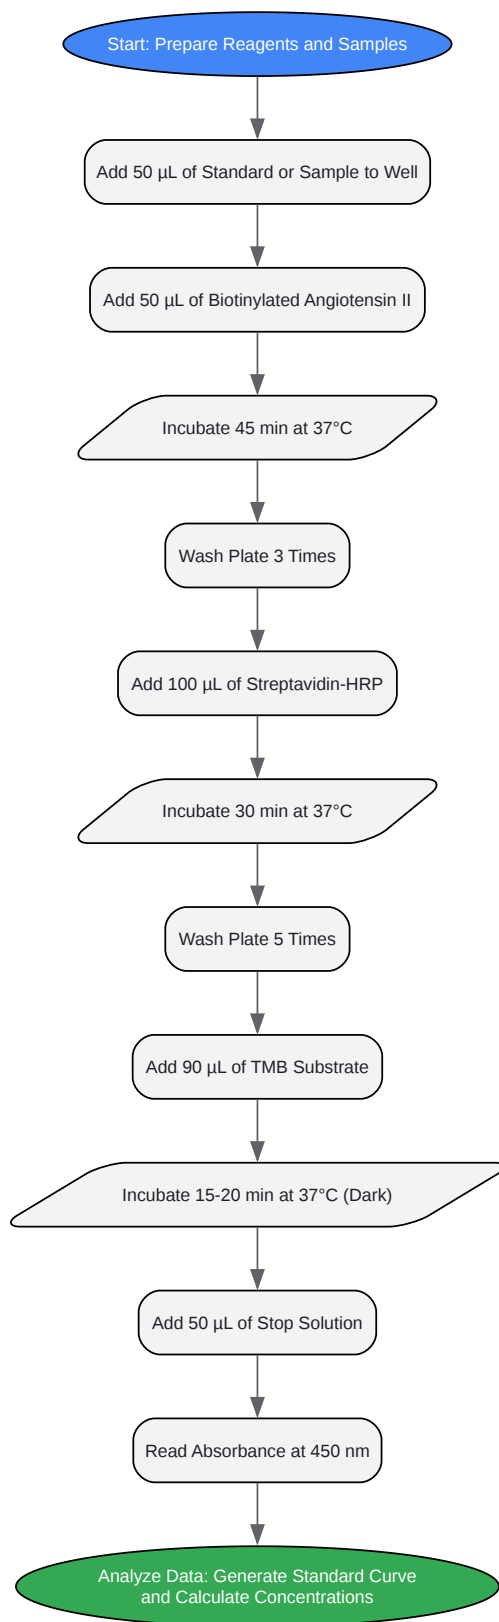 Start: Prepare Reagents and Samples
Add 50 µL of Standard or Sample to Well
Add 50 µL of Biotinylated Angiotensin II
Incubate 45 min at 37°C
Wash Plate 3 Times
Add 100 µL of Streptavidin-HRP
Incubate 30 min at 37°C
Wash Plate 5 Times
Add 90 µL of TMB Substrate
Incubate 15-20 min at 37°C (Dark)
Add 50 µL of Stop Solution
Read Absorbance at 450 nm
Analyze Data: Generate Standard Curve
and Calculate Concentrations